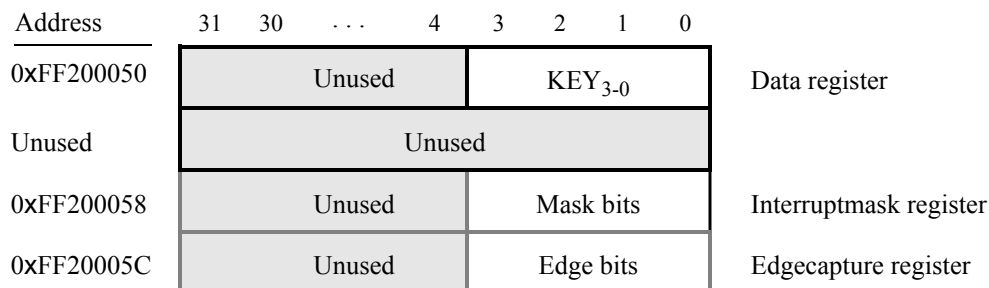 Address 31 30 . . . 4 3 2 1 0
0xFF200050 Unused KEY3-0 Data register
Unused Unused
0xFF200058 Unused Mask bits Interruptmask register
0xFF20005C Unused Edge bits Edgecapture register